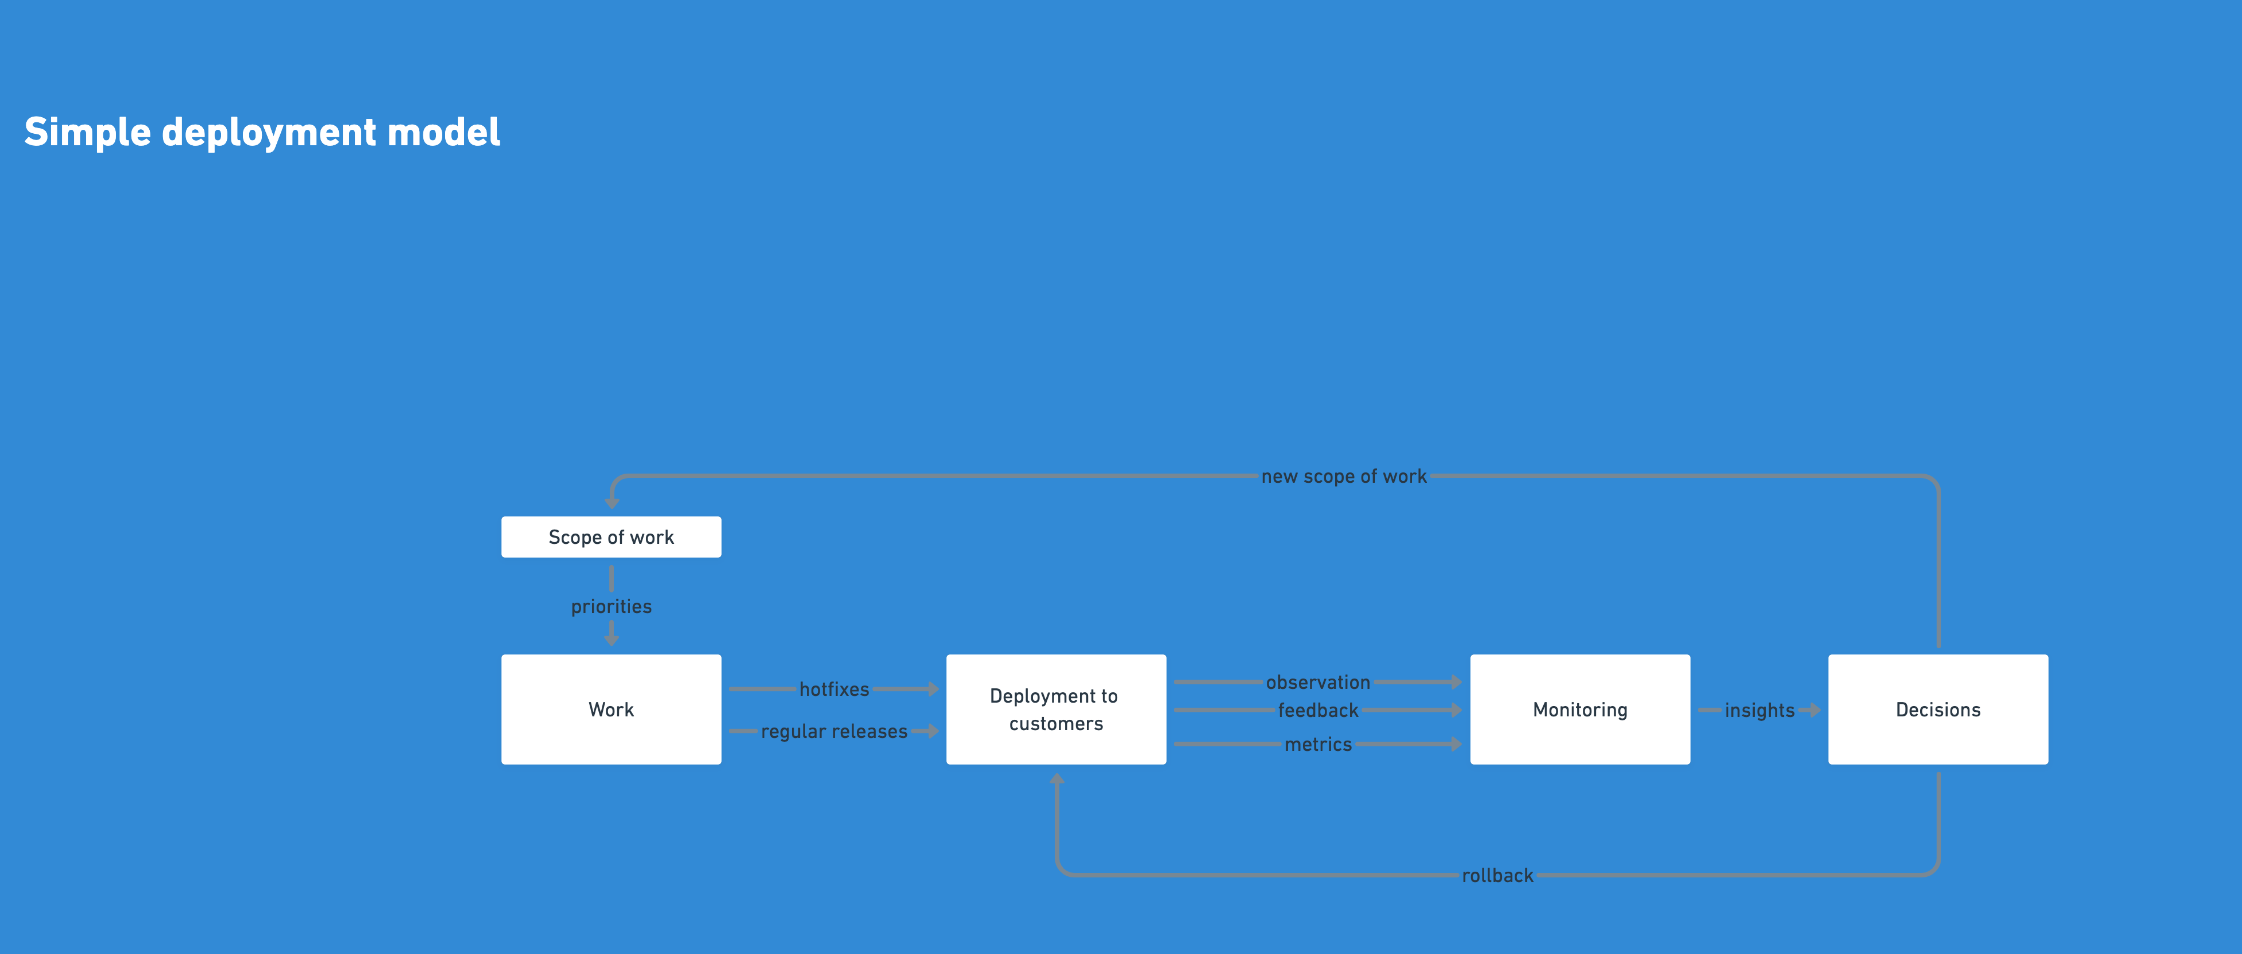 Simple deployment model
new scope of work
Scope of work
priorities
Work
hotfixes
regular releases
Deployment to
customers
observation
feedback
metrics
Monitoring
insights
Decisions
rollback